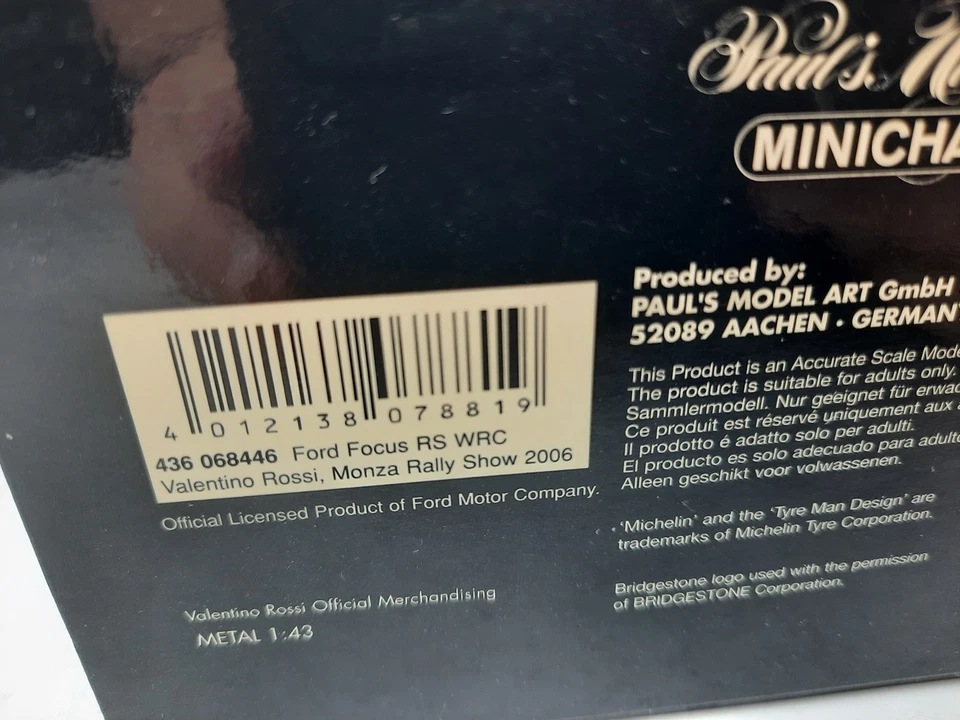 Paul's
MINICHA
Produced by:
PAUL'S MODEL ART GmbH
52089 AACHEN • GERMANY
This Product is an Accurate Scale Mode
The product is suitable for adults only.
Sammlermodell. Nur geeignet für erwac
Ce produit est réservé uniquement aux a
Il prodotto é adatto solo per adulti.
El producto es solo adecuado para adulto
Alleen geschikt voor volwassenen.
'Michelin' and the 'Tyre Man Design' are
trademarks of Michelin Tyre Corporation.
Bridgestone logo used with the permission
of BRIDGESTONE Corporation.
4 012138 078819
436 068446 Ford Focus RS WRC
Valentino Rossi, Monza Rally Show 2006
Official Licensed Product of Ford Motor Company.
Valentino Rossi Official Merchandising
METAL 1:43